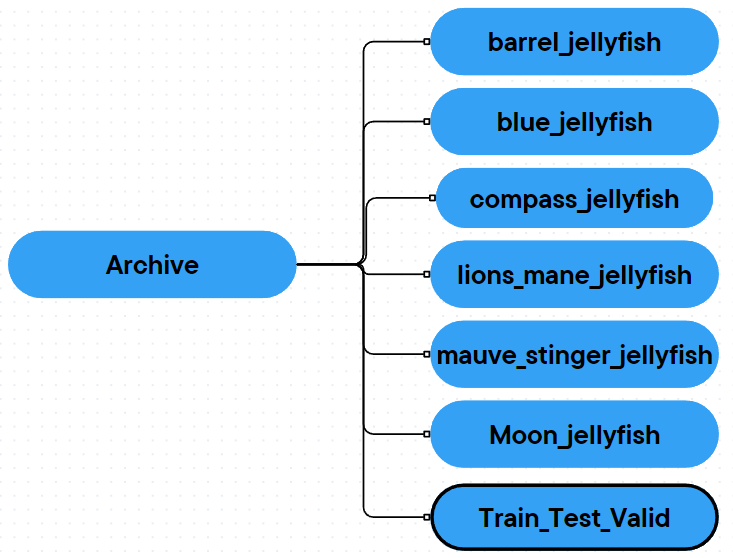 barrel_jellyfish
blue_jellyfish
compass_jellyfish
Archive
lions_mane_jellyfish
mauve_stinger_jellyfish
Moon_jellyfish
Train_Test_Valid